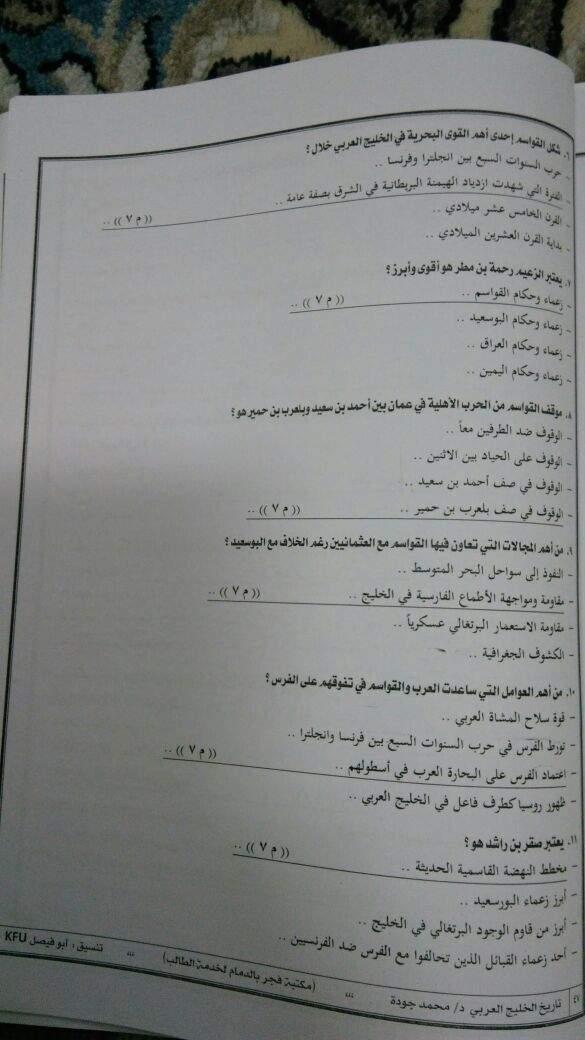 ٦. شكل القواسم إحدى أهم القوى البحرية في الخليج العربي خلال ؟
- حرب السنوات السبع بين انجلترا وفرنسا ..
- الفترة التي شهدت ازدياد الهيمنة البريطانية في الشرق بصفة عامة .. (( م ٧ )) ..
- القرن الخامس عشر ميلادي ..
- بداية القرن العشرين الميلادي ..
٧. يعتبر الزعيم رحمة بن مطر هو أقوى وأبرز ؟
- زعماء وحكام القواسم .. (( م ٧ )) ..
- زعماء وحكام البوسعيد ..
- زعماء وحكام العراق ..
- زعماء وحكام اليمين ..
٨. موقف القواسم من الحرب الأهلية في عمان بين أحمد بن سعيد وبلعرب بن حمير هو ؟
- الوقوف ضد الطرفين معاً ..
- الوقوف على الحياد بين الاثنين ..
- الوقوف في صف أحمد بن سعيد ..
- الوقوف في صف بلعرب بن حمير .. (( م ٧ )) ..
٩. من أهم المجالات التي تعاون فيها القواسم مع العثمانيين رغم الخلاف مع البوسعيد ؟
- النفوذ إلى سواحل البحر المتوسط ..
- مقاومة ومواجهة الأطماع الفارسية في الخليج .. (( م ٧ )) ..
- مقاومة الاستعمار البرتغالي عسكرياً ..
- الكشوف الجغرافية ..
١٠. من أهم العوامل التي ساعدت العرب والقواسم في تفوقهم على الفرس ؟
- قوة سلاح المشاة العربي ..
- تورط الفرس في حرب السنوات السبع بين فرنسا وانجلترا ..
- اعتماد الفرس على البحارة العرب في أسطولهم .. (( م ٧ )) ..
- ظهور روسيا كطرف فاعل في الخليج العربي ..
١١. يعتبر صقر بن راشد هو ؟
- مخطط النهضة القاسمية الحديثة .. (( م ٧ )) ..
- أبرز زعماء البورسعيد ..
- أبرز من قاوم الوجود البرتغالي في الخليج ..
- أحد زعماء القبائل الذين تحالفوا مع الفرس ضد الفرنسيين ..
تاريخ الخليج العربي د/ محمد جودة ،،، (مكتبة فجر بالدمام لخدمة الطالب) ،،، تنسيق : أبو فيصل KFU